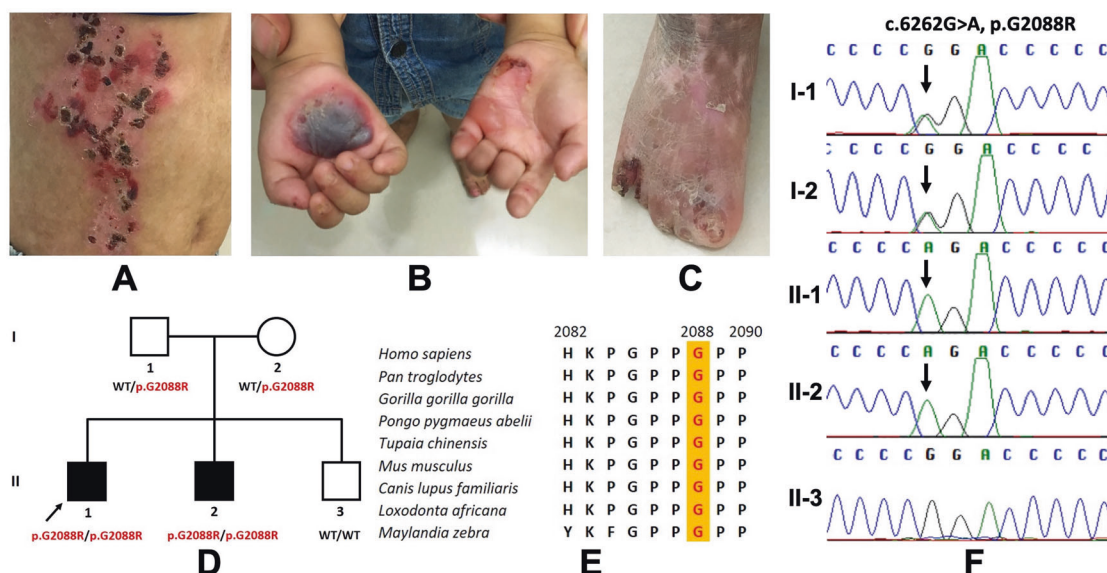 A
B
C
I
1
WT/p.G2088R
2
WT/p.G2088R
II
1
p.G2088R/p.G2088R
2
p.G2088R/p.G2088R
3
WT/WT
D
2082 2088 2090
Homo sapiens H K P G P P G P P
Pan troglodytes H K P G P P G P P
Gorilla gorilla gorilla H K P G P P G P P
Pongo pygmaeus abelii H K P G P P G P P
Tupaia chinensis H K P G P P G P P
Mus musculus H K P G P P G P P
Canis lupus familiaris H K P G P P G P P
Loxodonta africana H K P G P P G P P
Maylandia zebra Y K F G P P G P P
E
c.6262G>A, p.G2088R
C C C C G G A C C C C C
I-1
C C C C G G A C C C C
I-2
C C C C A G A C C C C C
II-1
C C C C A G A C C C C C
II-2
C C C C G G A C C C C C
II-3
F